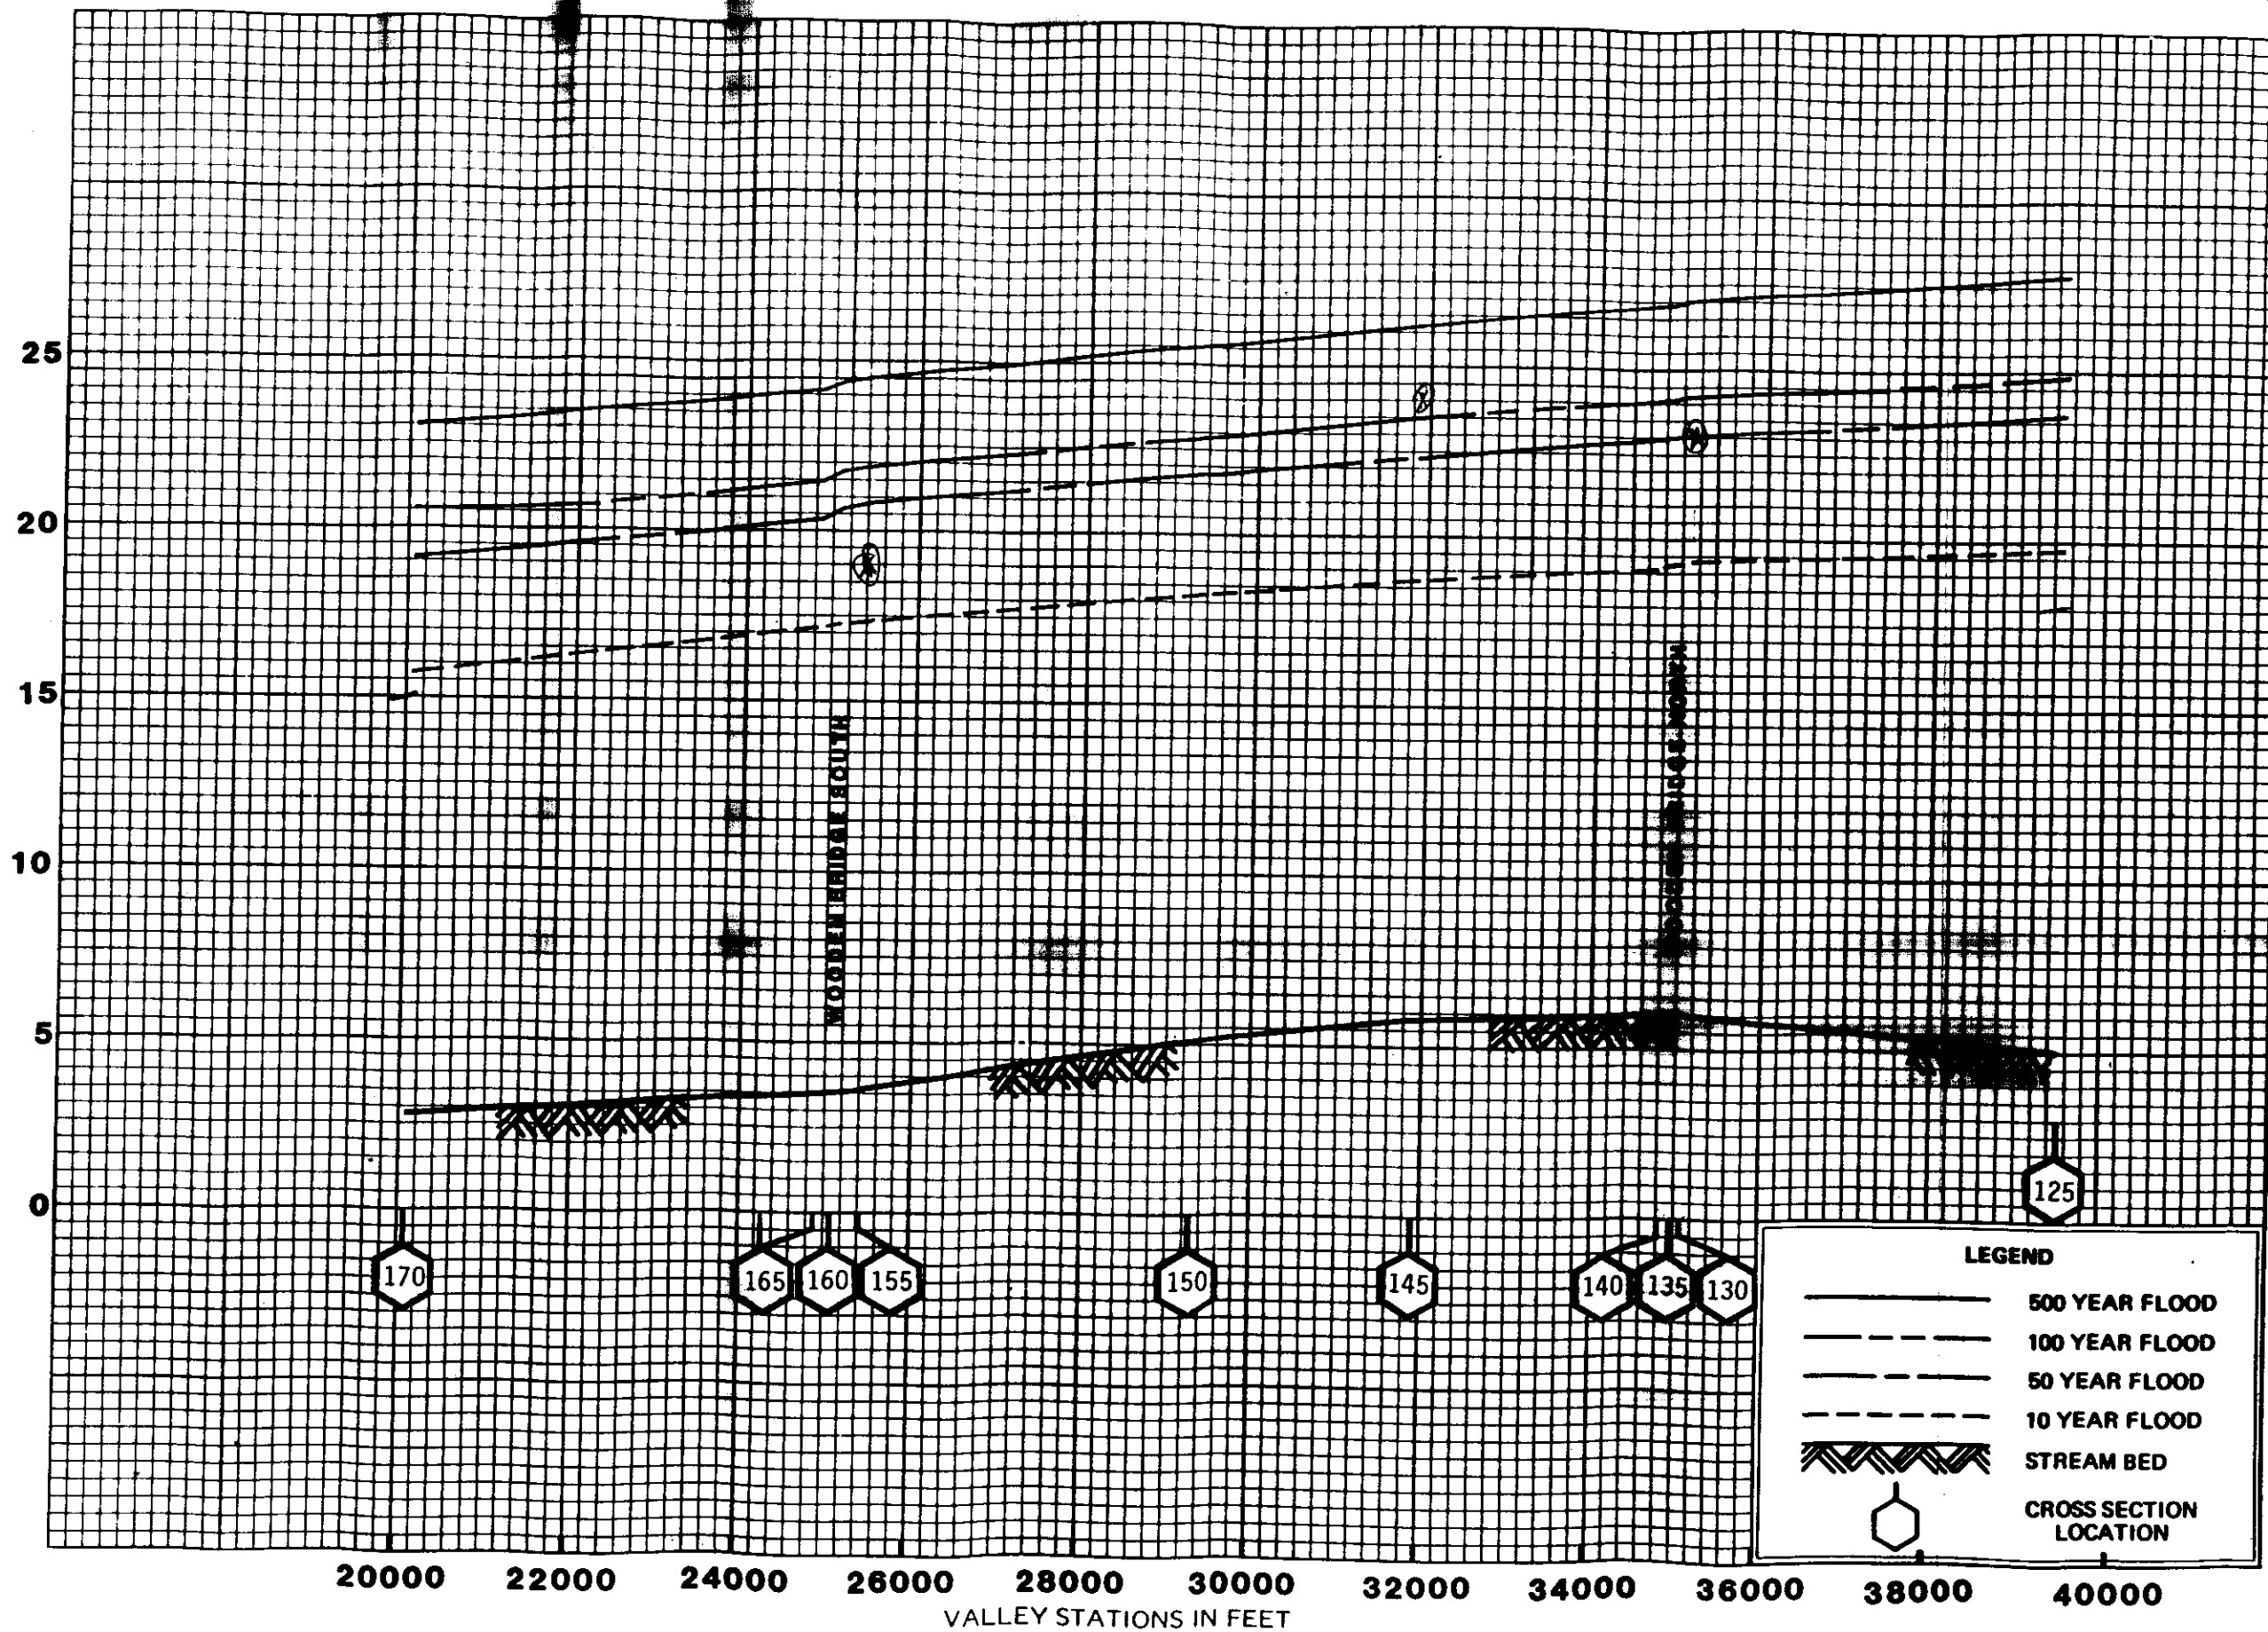 25
20
15
10
5
0
WOODEN BRIDGE SOUTH
WOODEN BRIDGE NORTH
170
165
160
155
150
145
140
135
130
125
LEGEND
500 YEAR FLOOD
100 YEAR FLOOD
50 YEAR FLOOD
10 YEAR FLOOD
STREAM BED
CROSS SECTION
LOCATION
20000 22000 24000 26000 28000 30000 32000 34000 36000 38000 40000
VALLEY STATIONS IN FEET